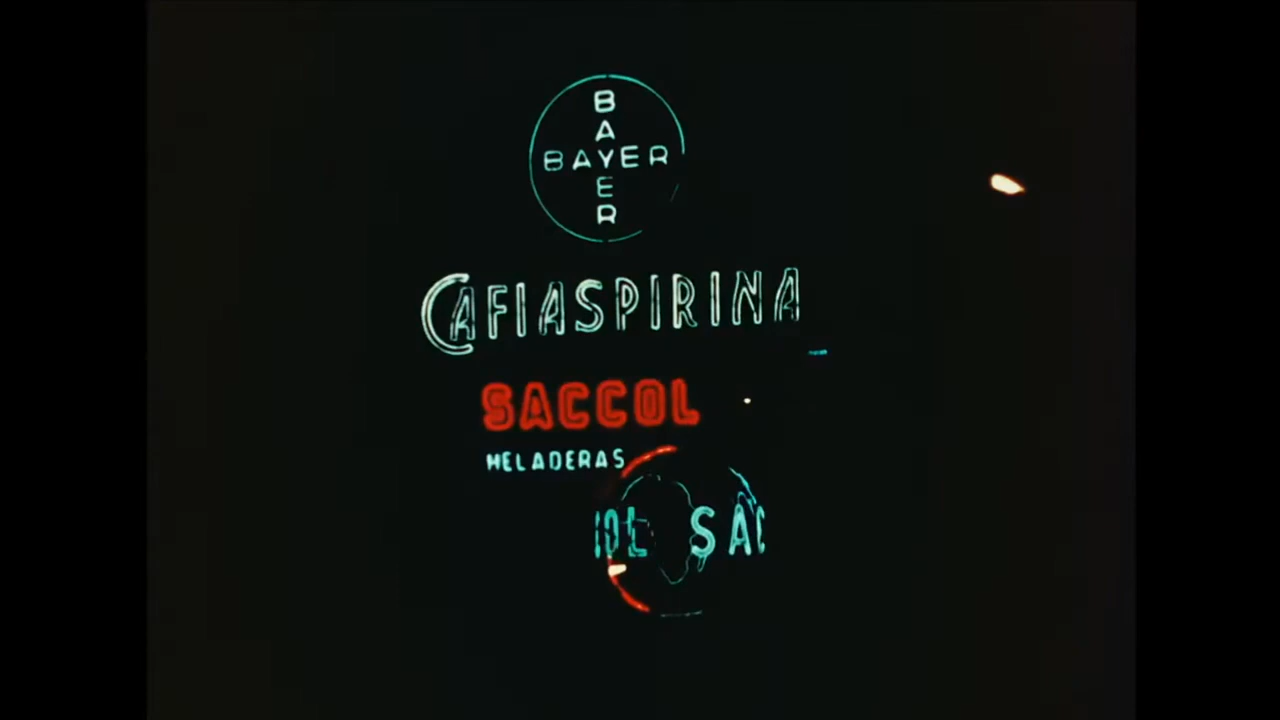 BAYER
BAYER
CAFIASPIRINA
SACCOL
HELADERAS